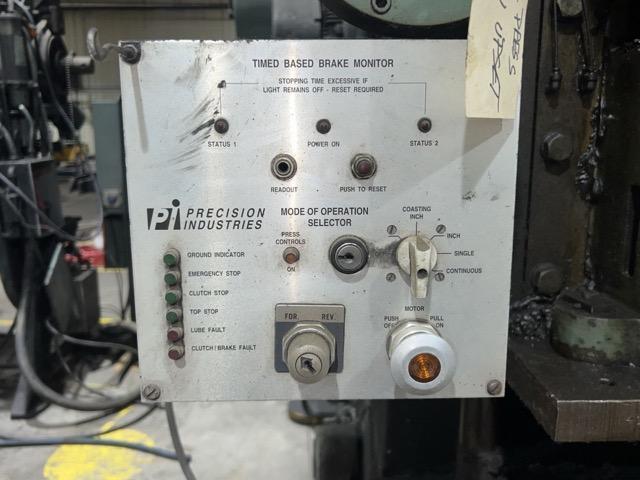 PRESS
UPSET
TIMED BASED BRAKE MONITOR
STOPPING TIME EXCESSIVE IF
LIGHT REMAINS OFF - RESET REQUIRED
STATUS 1
POWER ON
STATUS 2
READOUT
PUSH TO RESET
Pi PRECISION
INDUSTRIES
MODE OF OPERATION
SELECTOR
COASTING
INCH
INCH
SINGLE
CONTINUOUS
PRESS
CONTROLS
ON
GROUND INDICATOR
EMERGENCY STOP
CLUTCH STOP
TOP STOP
LUBE FAULT
CLUTCH / BRAKE FAULT
FOR. REV.
MOTOR
PUSH PULL
OFF ON